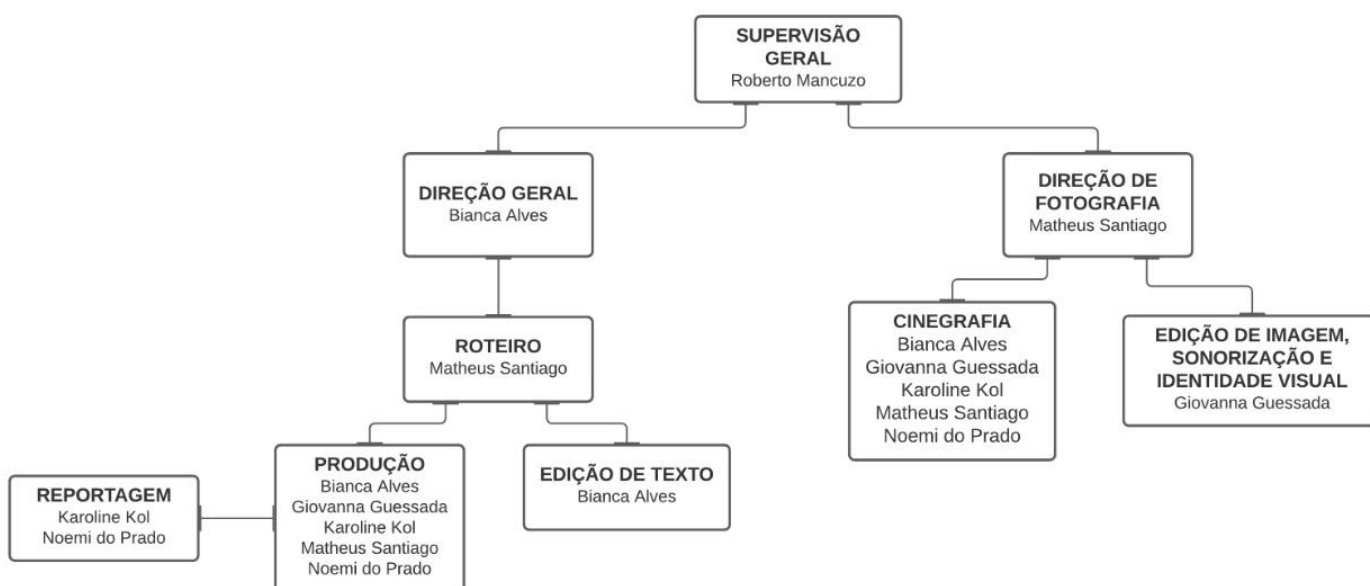 SUPERVISÃO
GERAL
Roberto Mancuzo
DIREÇÃO GERAL
Bianca Alves
DIREÇÃO DE
FOTOGRAFIA
Matheus Santiago
ROTEIRO
Matheus Santiago
CINEGRAFIA
Bianca Alves
Giovanna Guessada
Karoline Kol
Matheus Santiago
Noemi do Prado
EDIÇÃO DE IMAGEM,
SONORIZAÇÃO E
IDENTIDADE VISUAL
Giovanna Guessada
REPORTAGEM
Karoline Kol
Noemi do Prado
PRODUÇÃO
Bianca Alves
Giovanna Guessada
Karoline Kol
Matheus Santiago
Noemi do Prado
EDIÇÃO DE TEXTO
Bianca Alves